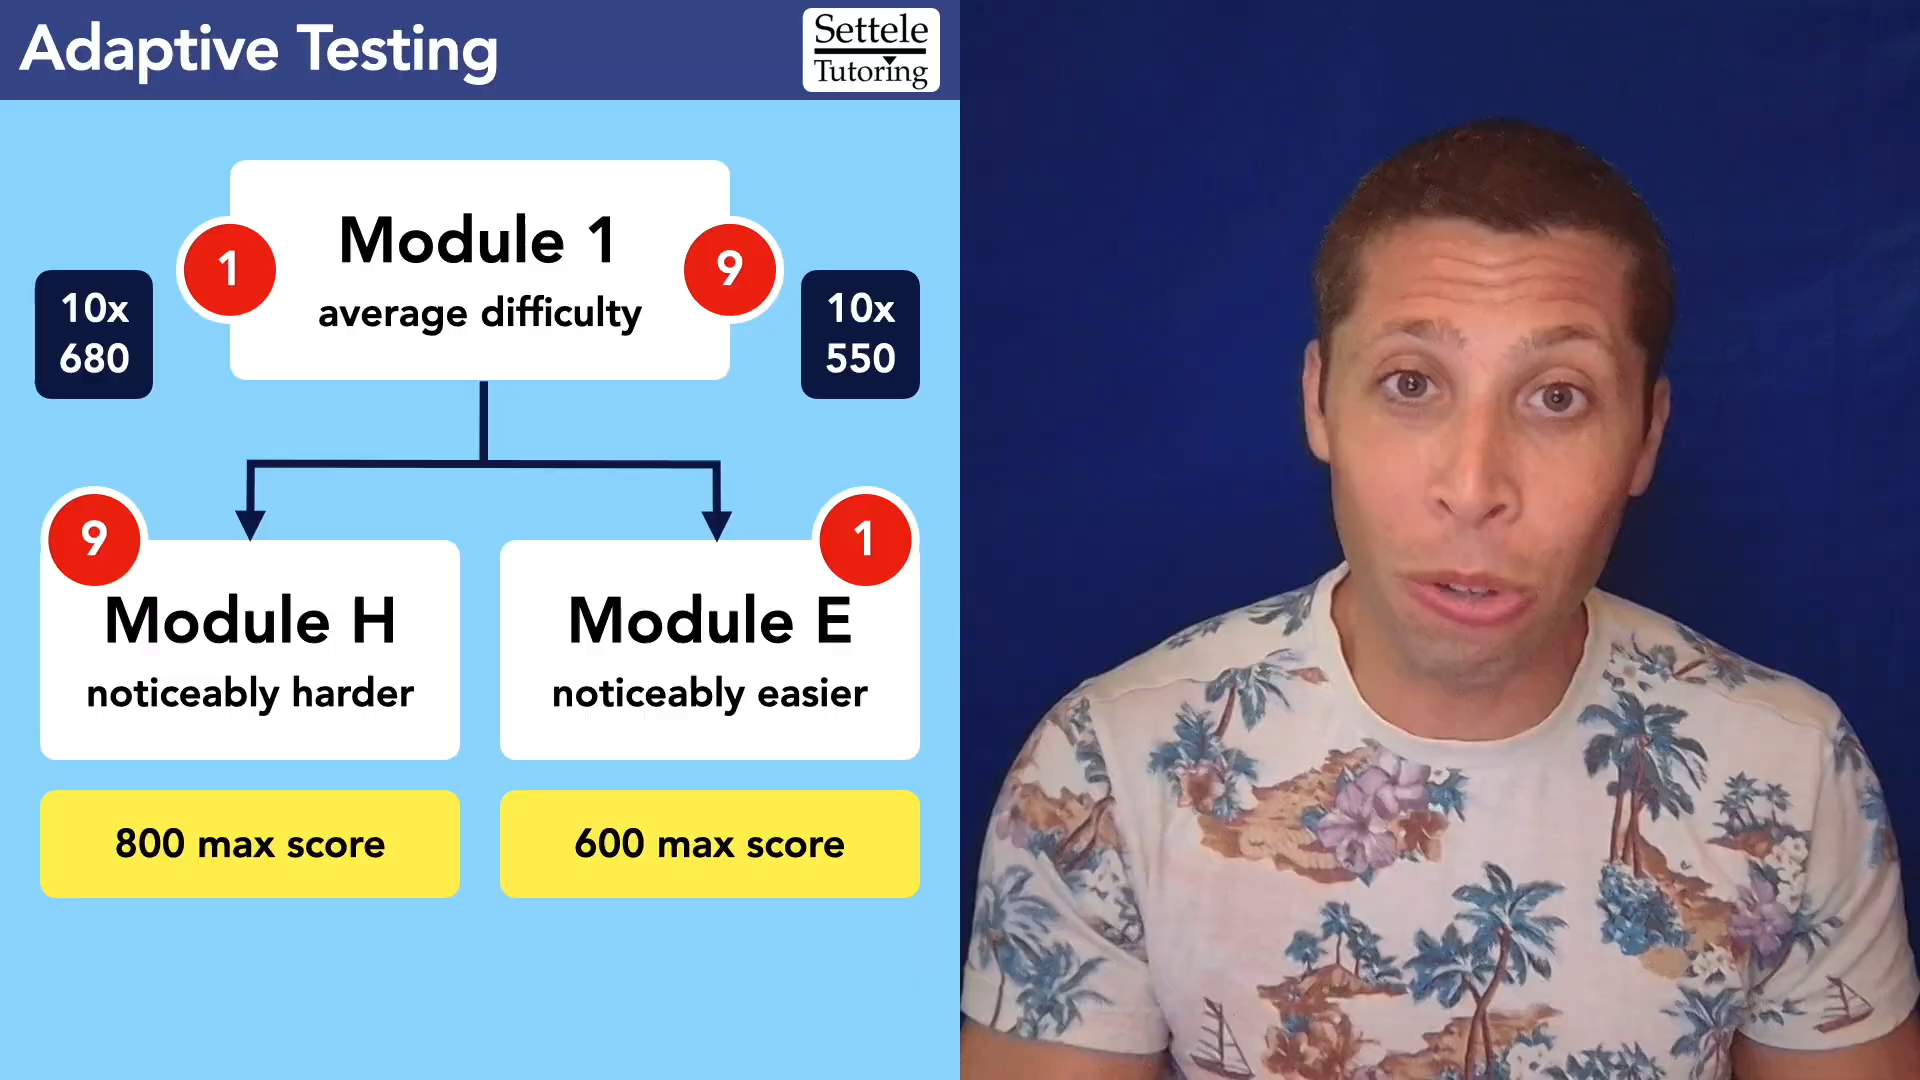 Adaptive Testing
Settele
Tutoring
Module 1
average difficulty
1
9
10x
680
10x
550
9
1
Module H
noticeably harder
Module E
noticeably easier
800 max score
600 max score